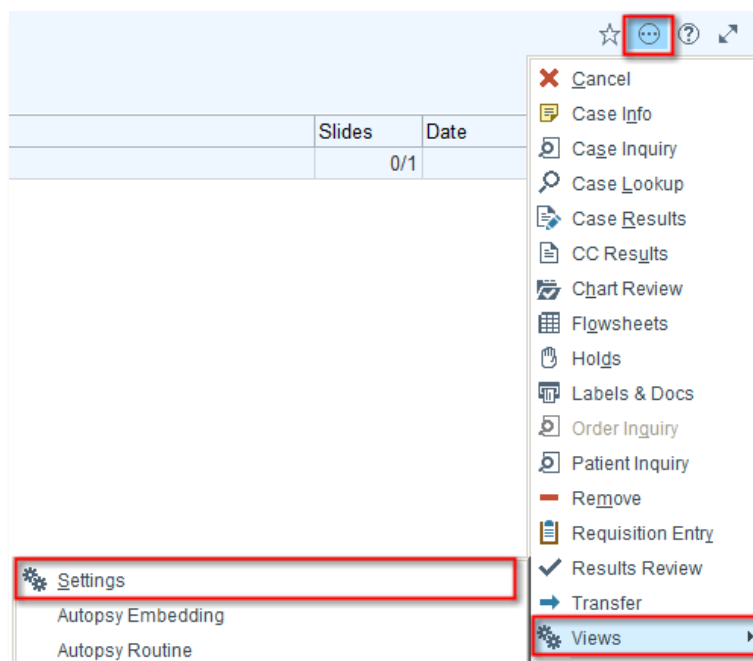 Slides Date
0/1
Cancel
Case Info
Case Inquiry
Case Lookup
Case Results
CC Results
Chart Review
Flowsheets
Holds
Labels & Docs
Order Inquiry
Patient Inquiry
Remove
Requisition Entry
Results Review
Transfer
Views
Settings
Autopsy Embedding
Autopsy Routine